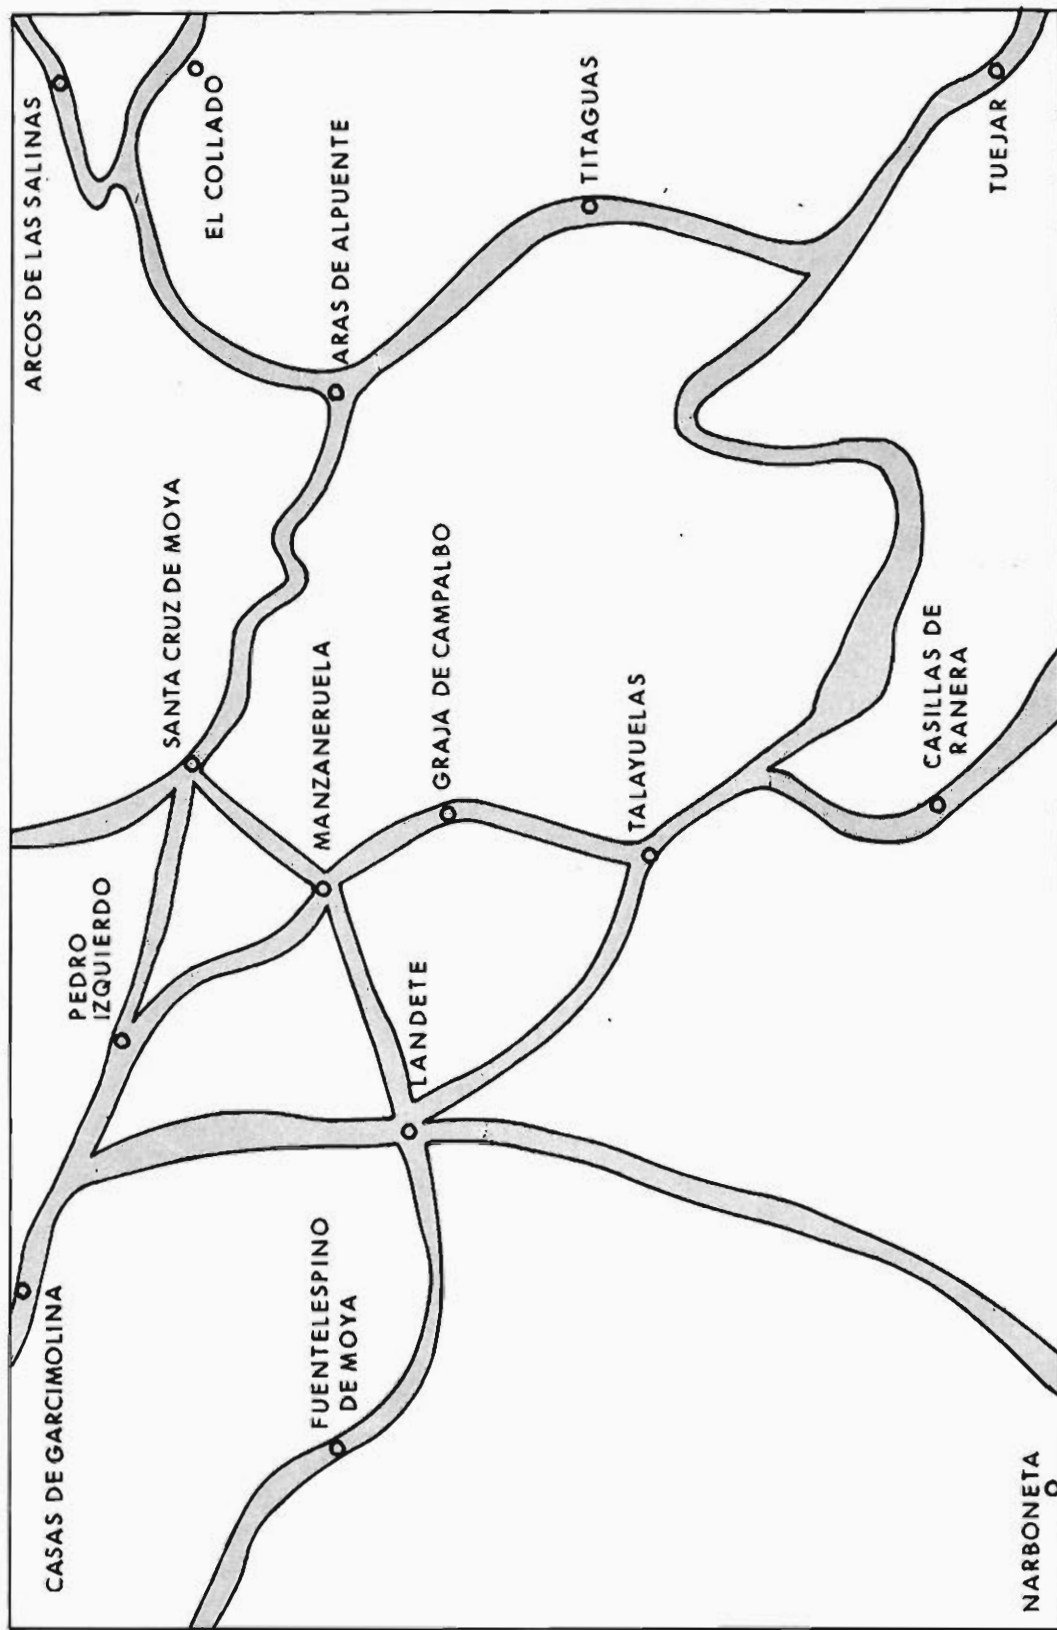 CASAS DE GARCIMOLINA
PEDRO
IZQUIERDO
SANTA CRUZ DE MOYA
ARCOS DE LAS SALINAS
EL COLLADO
FUENTELESPINO
DE MOYA
LANDETE
MANZANERUELA
GRAJA DE CAMPALBO
ARAS DE ALPUENTE
TITAGUAS
TALAYUELAS
CASILLAS DE
RANERA
TUEJAR
NARBONETA